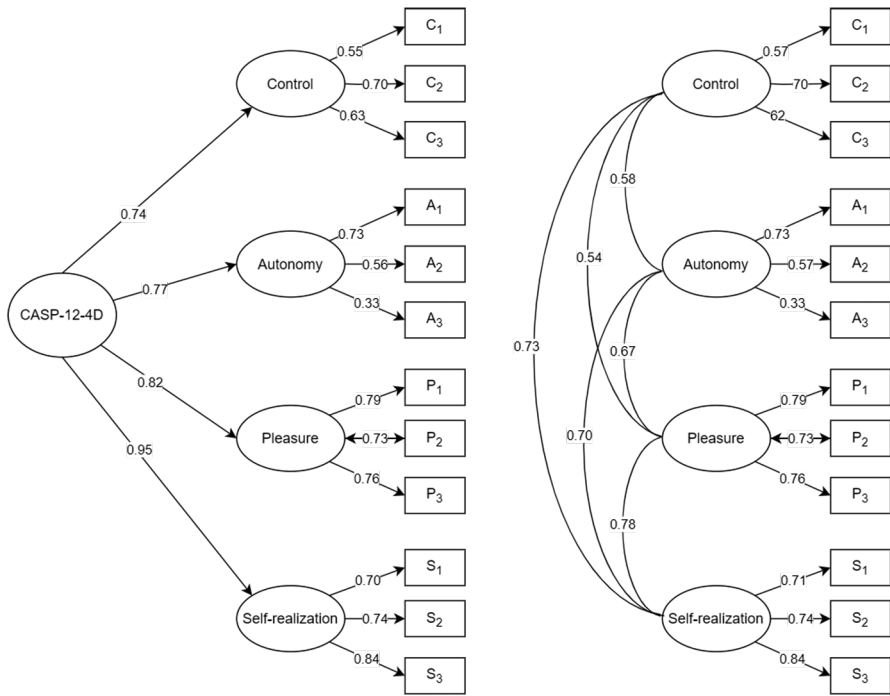 CASP-12-4D
0.74
0.77
0.82
0.95
Control
0.55
C1
0.70
C2
0.63
C3
Autonomy
0.73
A1
0.56
A2
0.33
A3
Pleasure
0.79
P1
0.73
P2
0.76
P3
Self-realization
0.70
S1
0.74
S2
0.84
S3
Control
0.57
C1
70
C2
62
C3
Autonomy
0.73
A1
0.57
A2
0.33
A3
Pleasure
0.79
P1
0.73
P2
0.76
P3
Self-realization
0.71
S1
0.74
S2
0.84
S3
0.58
0.54
0.73
0.67
0.70
0.78